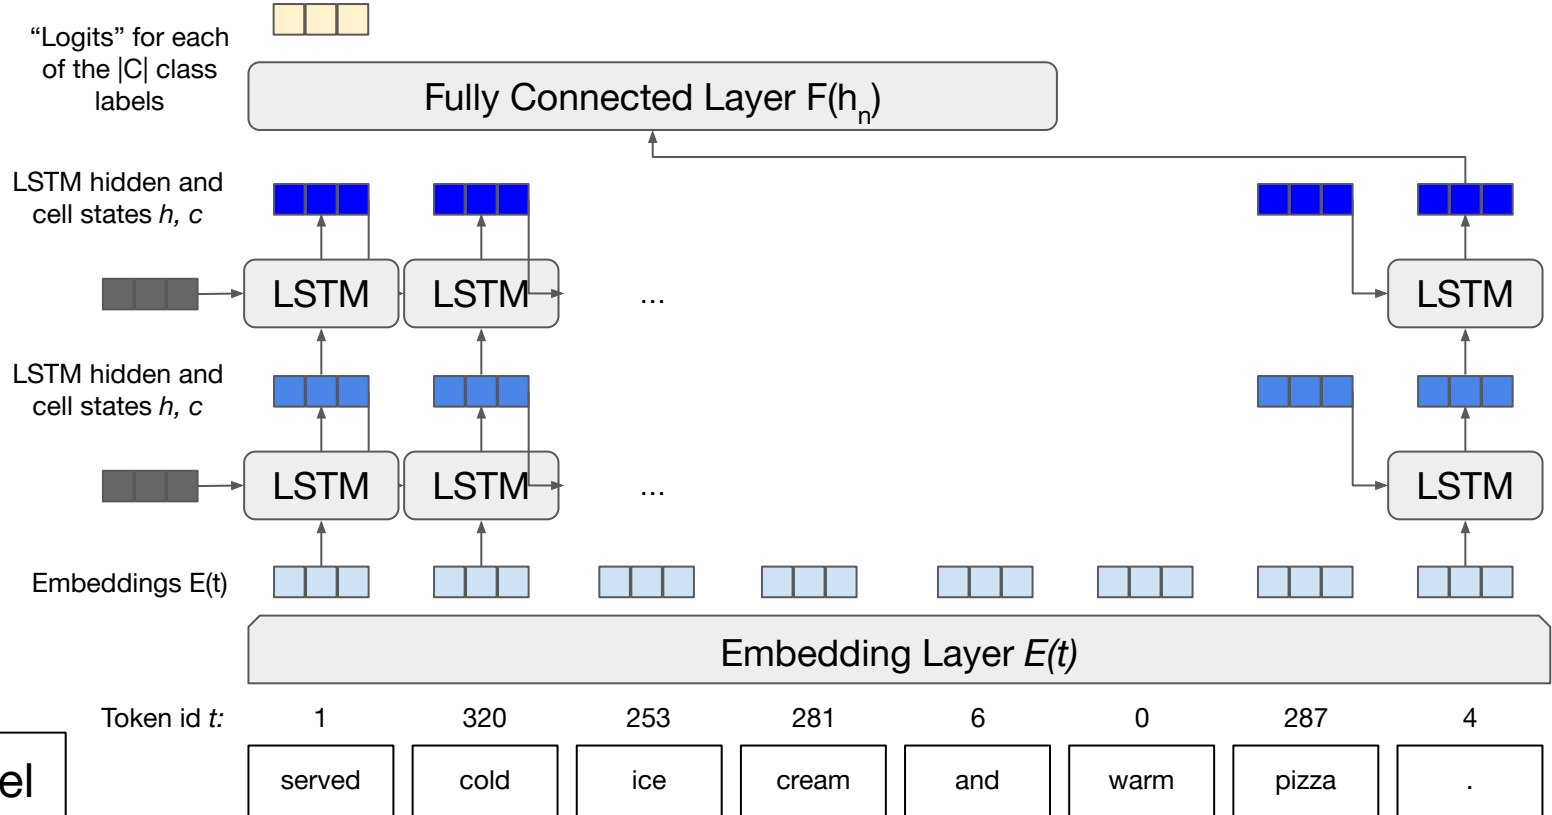 “Logits” for each
of the |C| class
labels
Fully Connected Layer F(hn)
LSTM hidden and
cell states h, c
LSTM LSTM ... LSTM
LSTM hidden and
cell states h, c
LSTM LSTM ... LSTM
Embeddings E(t)
Embedding Layer E(t)
Token id t: 1 320 253 281 6 0 287 4
el served cold ice cream and warm pizza .